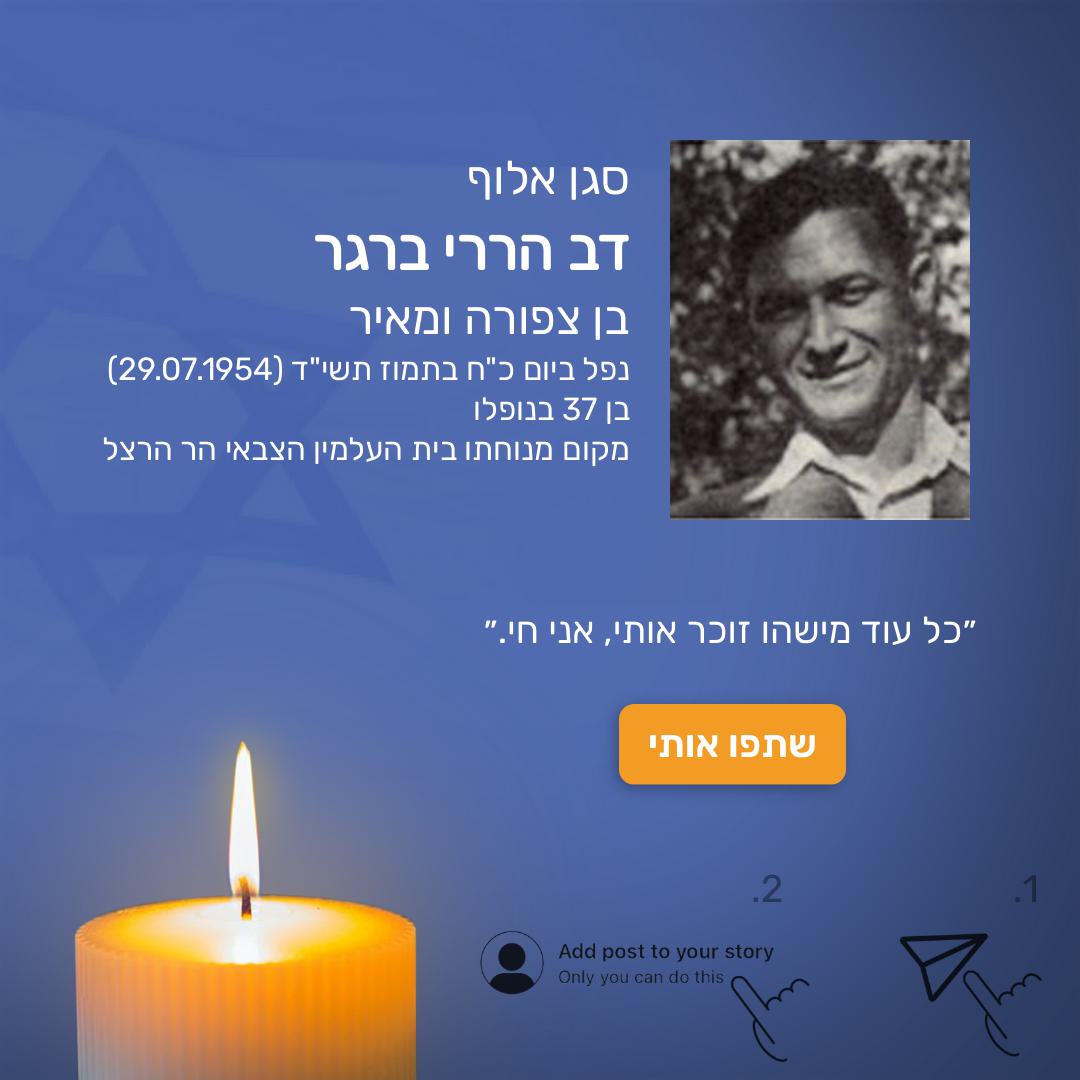 סגן אלוף
דב הררי ברגר
בן צפורה ומאיר
נפל ביום כ"ח בתמוז תשי"ד (29.07.1954)
בן 37 בנופלו
מקום מנוחתו בית העלמין הצבאי הר הרצל
״כל עוד מישהו זוכר אותי, אני חי.״
שתפו אותי
.1
.2
Add post to your story
Only you can do this